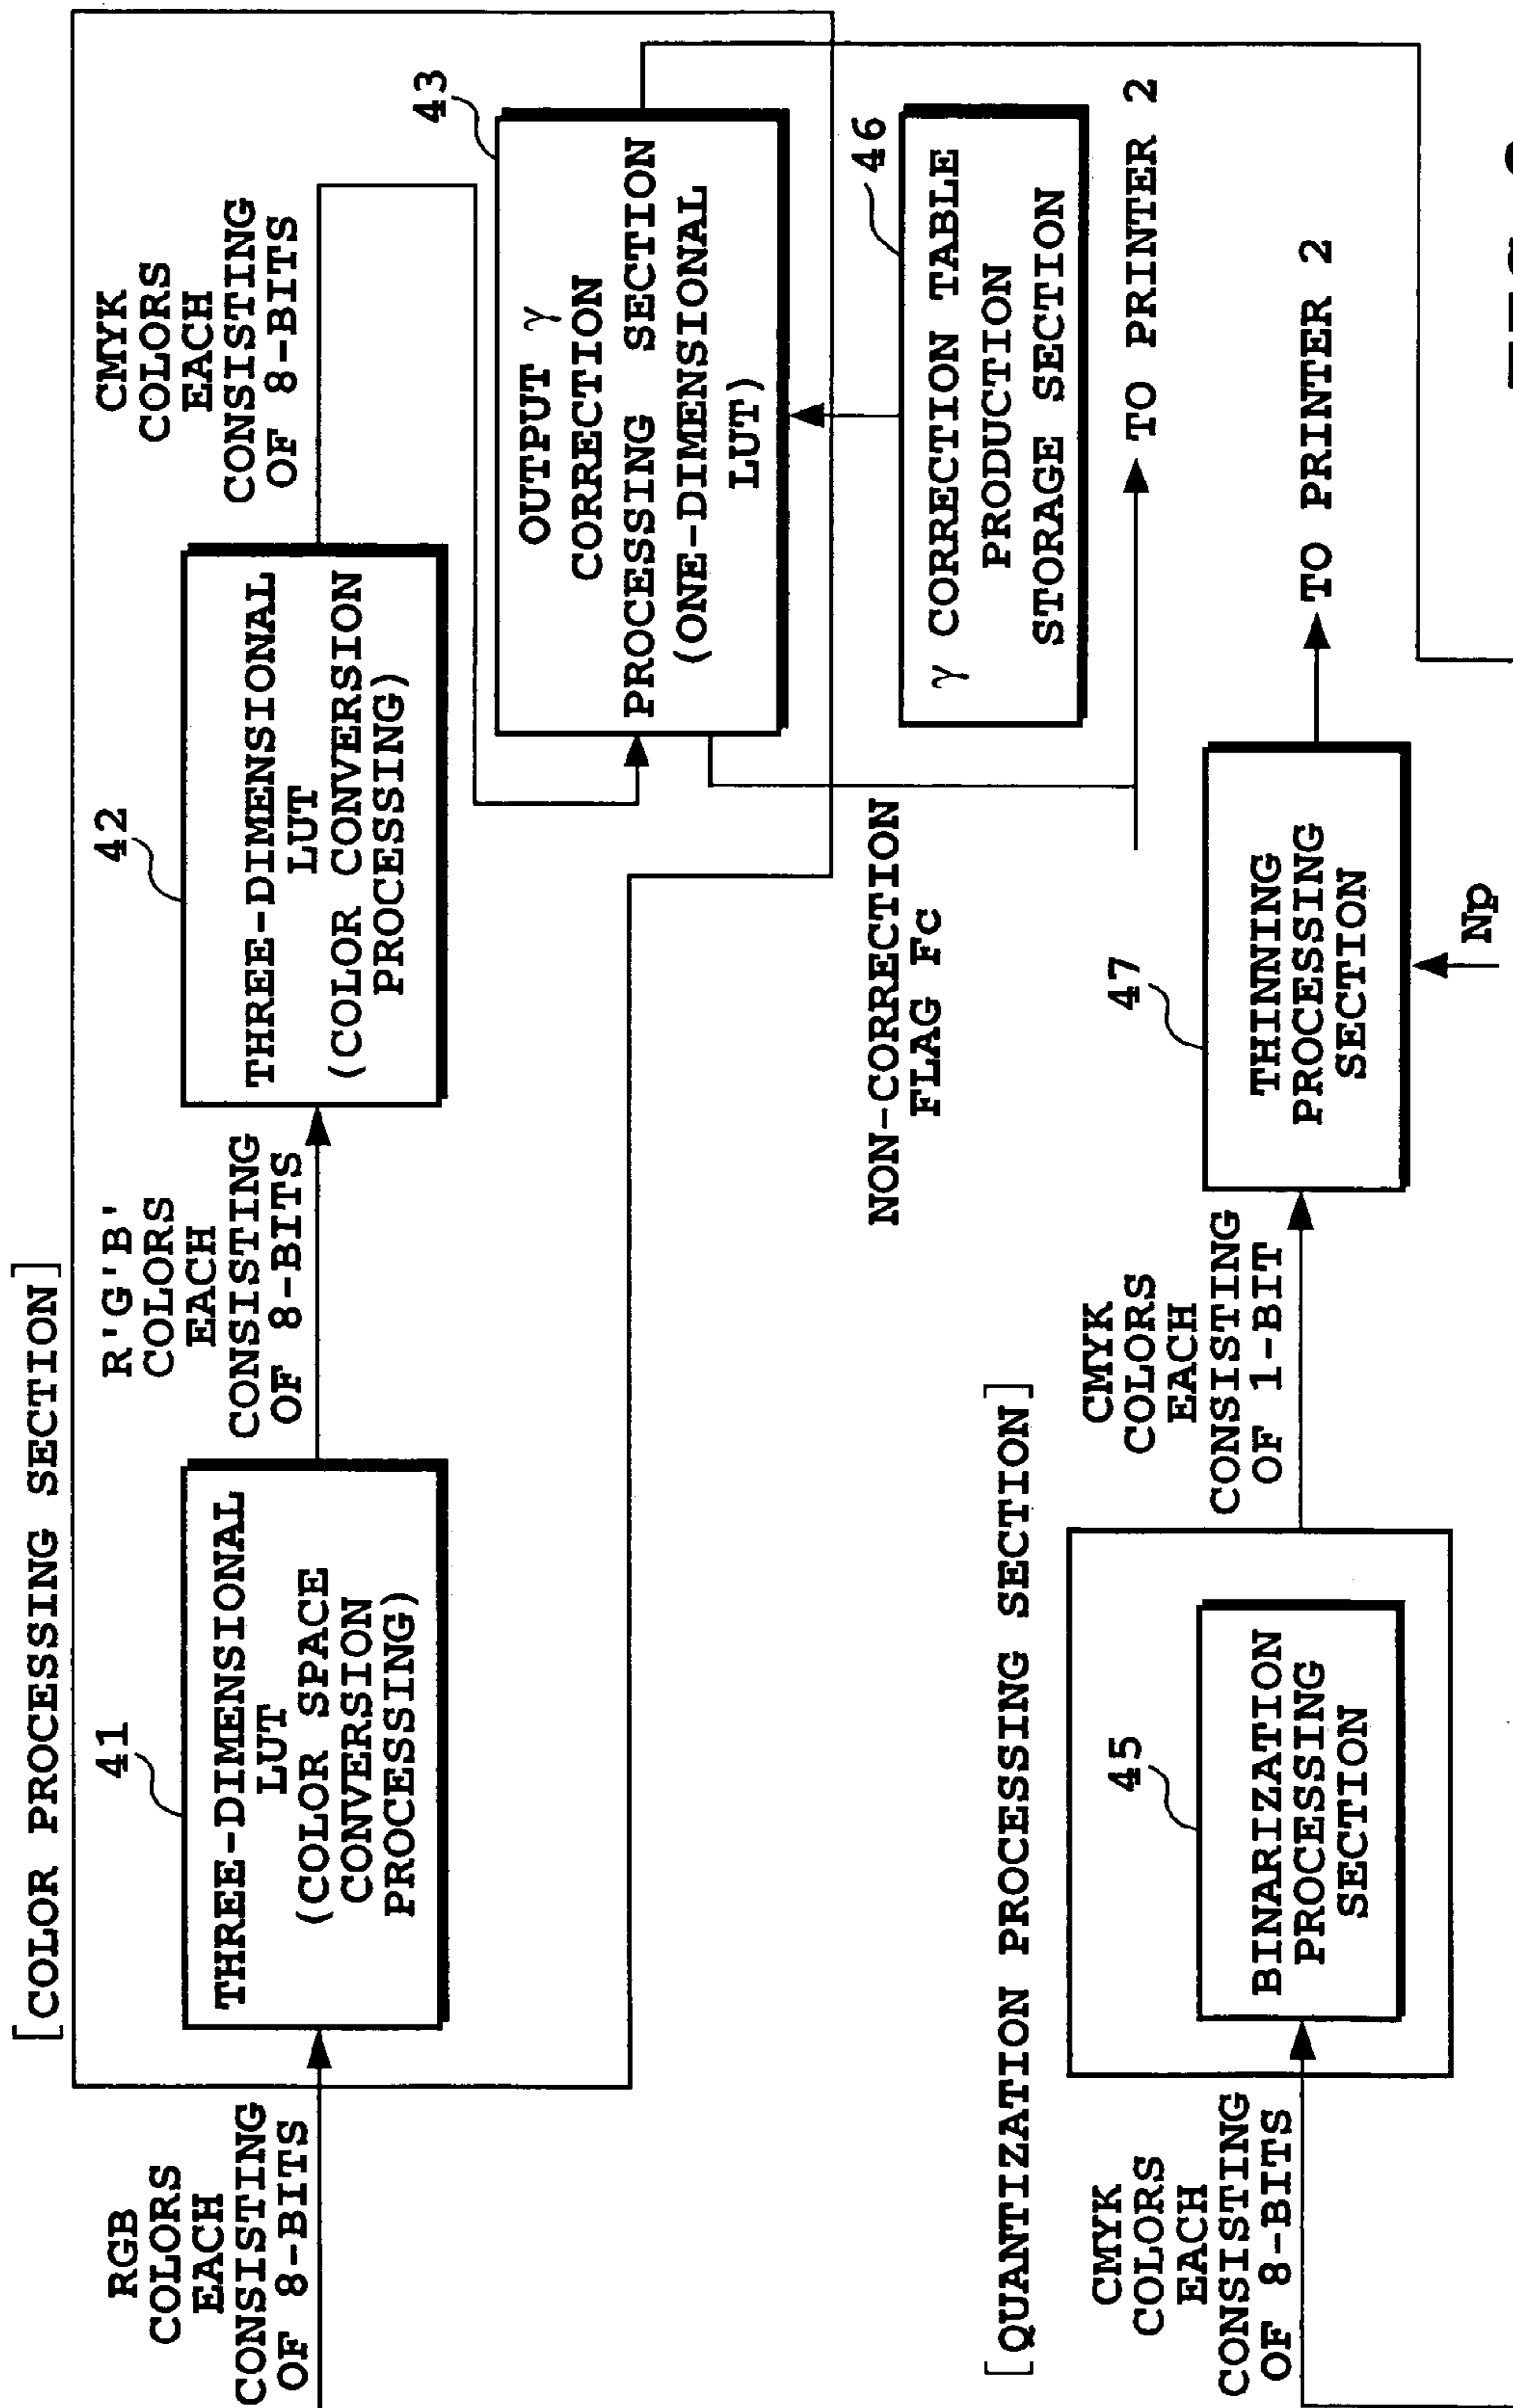 [COLOR PROCESSING SECTION]
RGB
COLORS
EACH
CONSISTING
OF 8-BITS
41
THREE-DIMENSIONAL
LUT
(COLOR SPACE
CONVERSION
PROCESSING)
R'G'B'
COLORS
EACH
CONSISTING
OF 8-BITS
42
THREE-DIMENSIONAL
LUT
(COLOR CONVERSION
PROCESSING)
CMYK
COLORS
EACH
CONSISTING
OF 8-BITS
43
OUTPUT γ
CORRECTION
PROCESSING SECTION
(ONE-DIMENSIONAL
LUT)
46
γ CORRECTION TABLE
PRODUCTION
STORAGE SECTION
NON-CORRECTION
FLAG Fc
TO PRINTER 2
[QUANTIZATION PROCESSING SECTION]
CMYK
COLORS
EACH
CONSISTING
OF 8-BITS
45
BINARIZATION
PROCESSING
SECTION
CMYK
COLORS
EACH
CONSISTING
OF 1-BIT
47
THINNING
PROCESSING
SECTION
Np
TO PRINTER 2